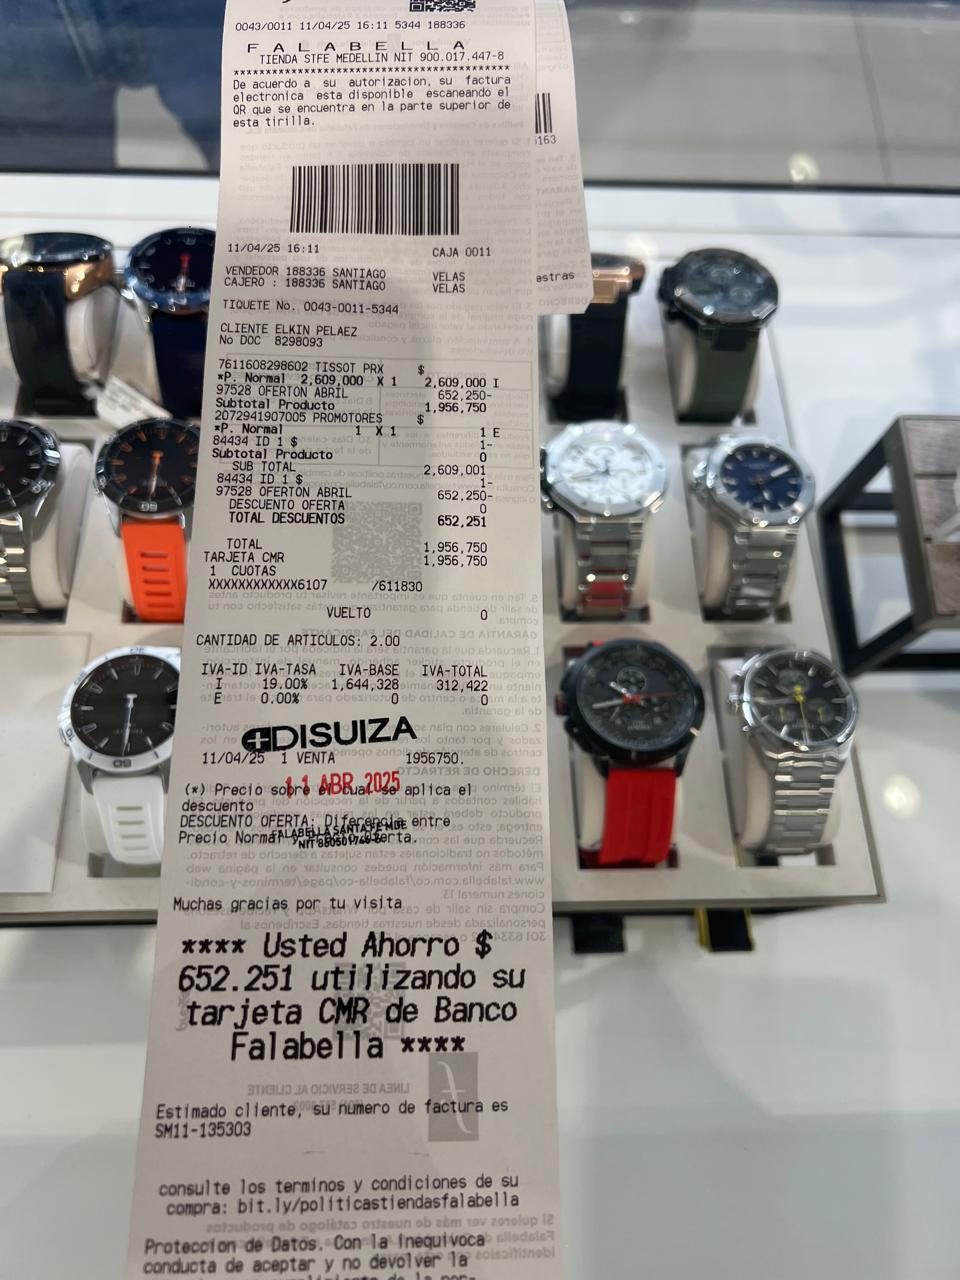 0043/0011 11/04/25 16:11 5344 188336
F A L A B E L L A
TIENDA STFE MEDELLIN NIT 900.017.447-8
****************************************
De acuerdo a su autorizacion, su factura
electronica esta disponible escaneando el
QR que se encuentra en la parte superior de
esta tirilla.
11/04/25 16:11 CAJA 0011
VENDEDOR 188336 SANTIAGO VELAS
CAJERO : 188336 SANTIAGO VELAS
TIQUETE No. 0043-0011-5344
CLIENTE ELKIN PELAEZ
No DOC 8298093
7611608298602 TISSOT PRX $
*P. Normal 2,609,000 X 1 2,609,000 I
97528 OFERTON ABRIL 652,250-
Subtotal Producto 1,956,750
2072941907005 PROMOTORES $
*P. Normal 1 X 1 1 E
84434 ID 1 $ 1-
Subtotal Producto 0
SUB TOTAL 2,609,001
84434 ID 1 $ 1-
97528 OFERTON ABRIL 652,250-
DESCUENTO OFERTA 0
TOTAL DESCUENTOS 652,251
TOTAL 1,956,750
TARJETA CMR 1,956,750
1 CUOTAS
XXXXXXXXXXXX6107 /611830
VUELTO 0
CANTIDAD DE ARTICULOS: 2.00
IVA-ID IVA-TASA IVA-BASE IVA-TOTAL
I 19.00% 1,644,328 312,422
E 0.00% 0 0
DISUIZA
11/04/25 1 VENTA 1956750.
11 ABR. 2025
(*) Precio sobre el cual se aplica el
descuento
DESCUENTO OFERTA: Diferencia entre
Precio Normal y Precio Oferta.
FALABELLA SANTA FE MDE
Muchas gracias por tu visita
**** Usted Ahorro $
652.251 utilizando su
tarjeta CMR de Banco
Falabella ****
Estimado cliente, su numero de factura es
SM11-135303
consulte los terminos y condiciones de su
compra: bit.ly/politicastiendasfalabella
Proteccion de Datos. Con la inequivoca
conducta de aceptar y no devolver la